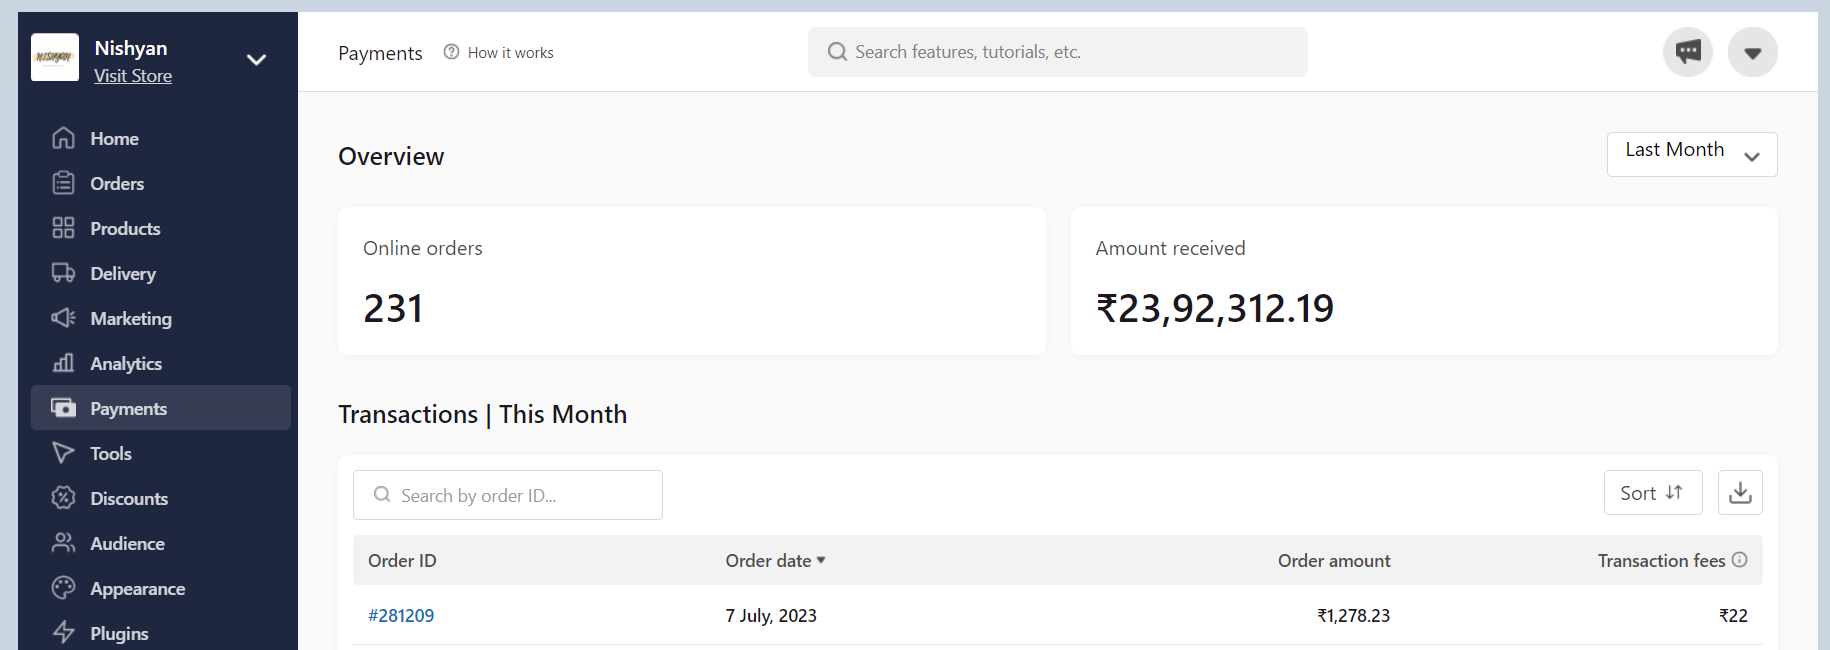 Nishyan
Visit Store
Home
Orders
Products
Delivery
Marketing
Analytics
Payments
Tools
Discounts
Audience
Appearance
Plugins
Payments How it works
Search features, tutorials, etc.
Overview
Last Month
Online orders
231
Amount received
₹23,92,312.19
Transactions | This Month
Search by order ID...
Sort
Order ID Order date Order amount Transaction fees
#281209 7 July, 2023 ₹1,278.23 ₹22